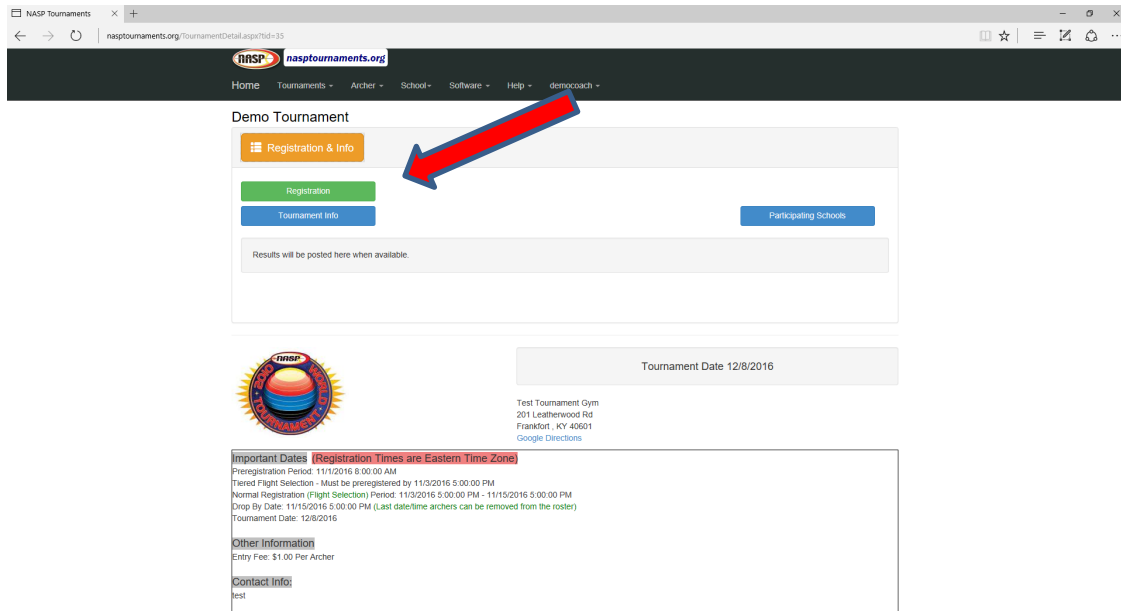 NASP Tournaments
nasptournaments.org/TournamentDetail.aspx?tid=35
NASP nasptournaments.org
Home Tournaments Archer School Software Help democoach
Demo Tournament
Registration & Info
Registration
Tournament Info Participating Schools
Results will be posted here when available.
NASP
2010 WORLD
TOURNAMENT
Tournament Date 12/8/2016
Test Tournament Gym
201 Leatherwood Rd
Frankfort , KY 40601
Google Directions
Important Dates (Registration Times are Eastern Time Zone)
Preregistration Period: 11/1/2016 8:00:00 AM
Tiered Flight Selection - Must be preregistered by 11/3/2016 5:00:00 PM
Normal Registration (Flight Selection) Period: 11/3/2016 5:00:00 PM - 11/15/2016 5:00:00 PM
Drop By Date: 11/15/2016 5:00:00 PM (Last date/time archers can be removed from the roster)
Tournament Date: 12/8/2016
Other Information
Entry Fee: $1.00 Per Archer
Contact Info:
test